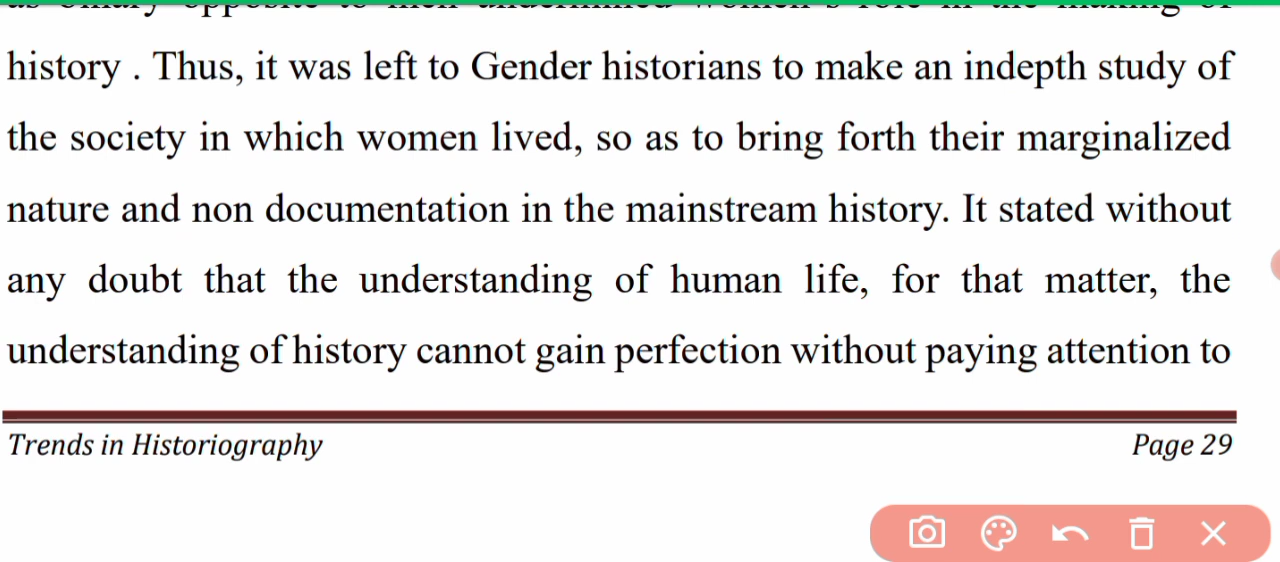 history . Thus, it was left to Gender historians to make an indepth study of
the society in which women lived, so as to bring forth their marginalized
nature and non documentation in the mainstream history. It stated without
any doubt that the understanding of human life, for that matter, the
understanding of history cannot gain perfection without paying attention to
Trends in Historiography
Page 29